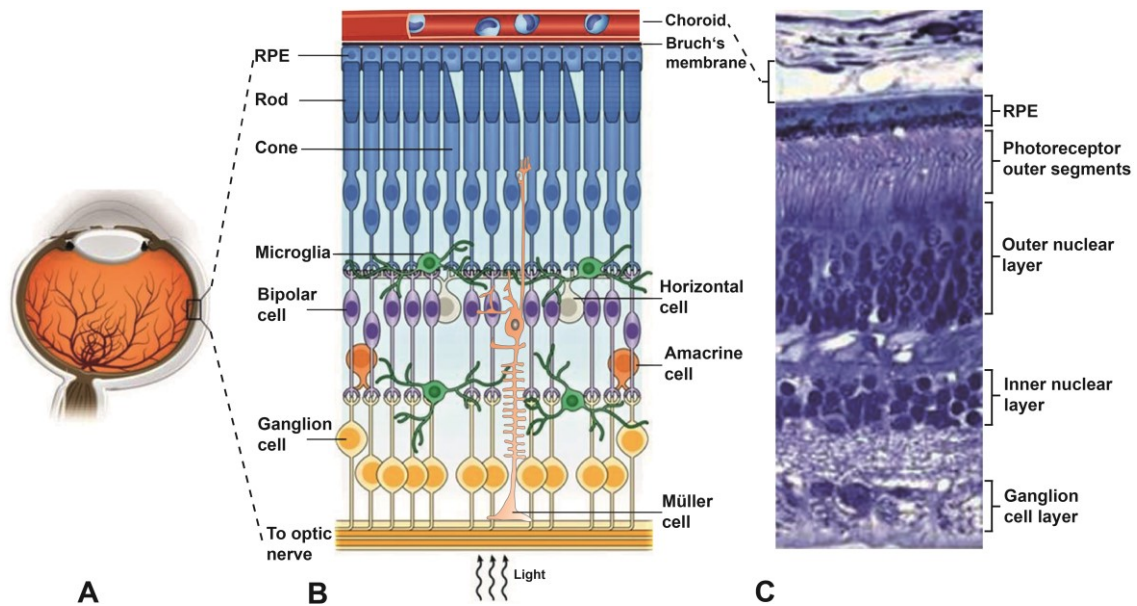 RPE
Rod
Cone
Microglia
Bipolar
cell
Ganglion
cell
To optic
nerve
Choroid
Bruch‘s
membrane
Horizontal
cell
Amacrine
cell
Müller
cell
Light
RPE
Photoreceptor
outer segments
Outer nuclear
layer
Inner nuclear
layer
Ganglion
cell layer
A
B
C